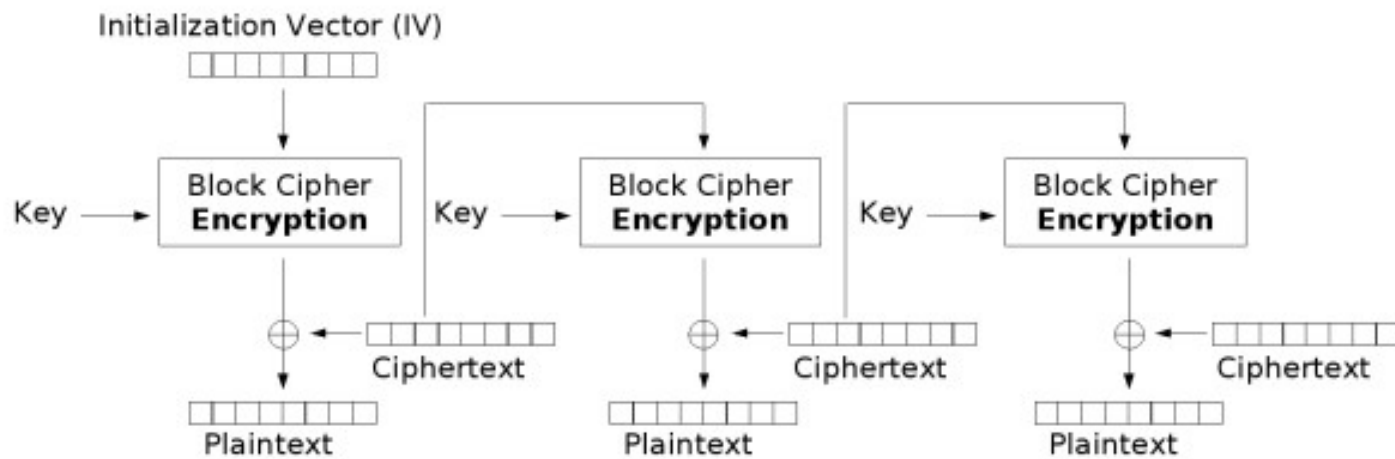 Initialization Vector (IV)
Block Cipher
Encryption
Key
Block Cipher
Encryption
Key
Block Cipher
Encryption
Key
Ciphertext
Ciphertext
Ciphertext
Plaintext
Plaintext
Plaintext